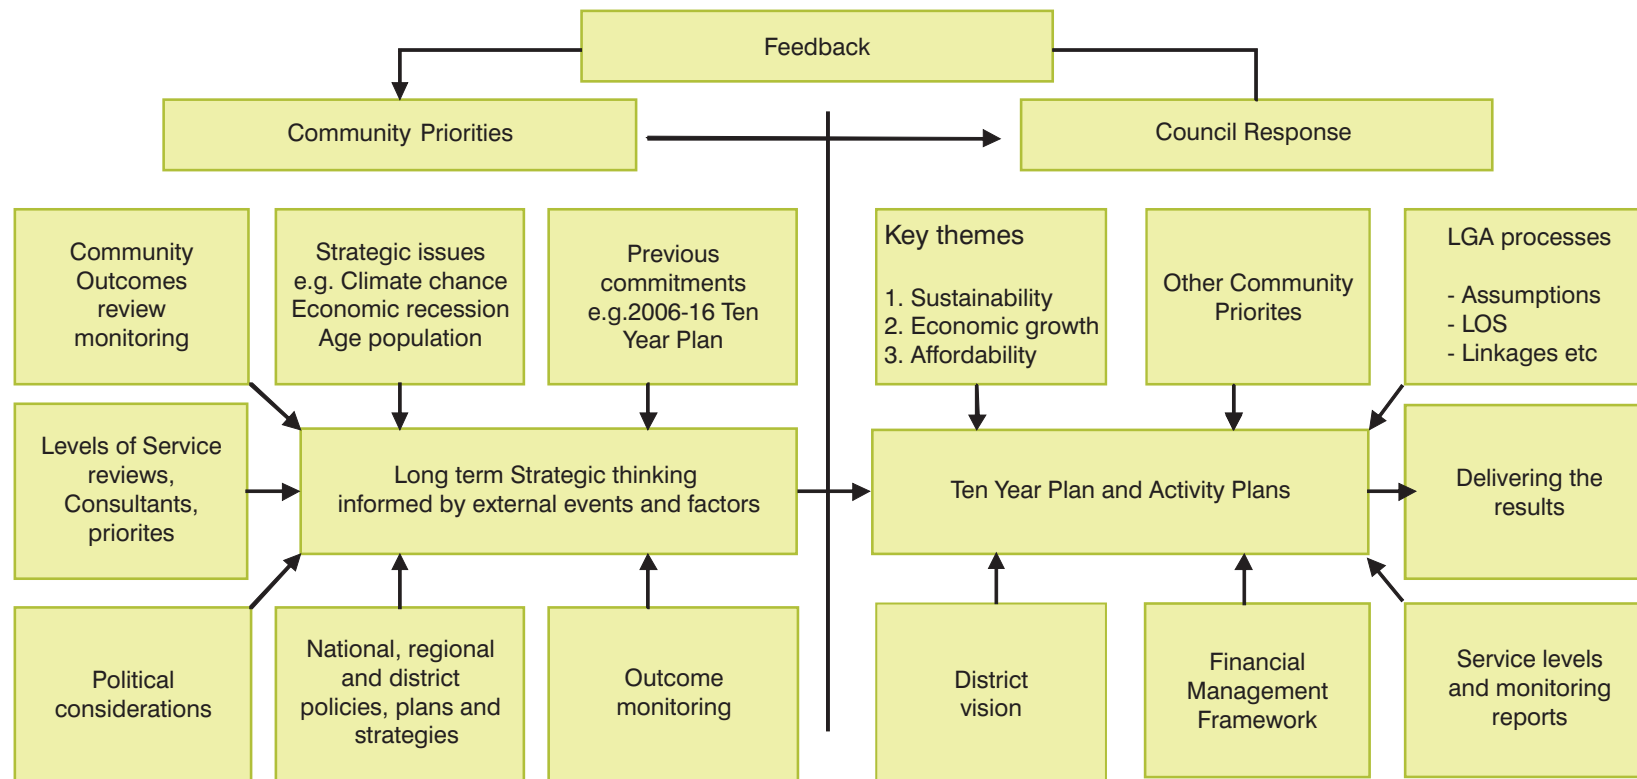 Feedback
Community Priorities
Council Response
Community
Outcomes
review
monitoring
Strategic issues
e.g. Climate chance
Economic recession
Age population
Previous
commitments
e.g.2006-16 Ten
Year Plan
Key themes
1. Sustainability
2. Economic growth
3. Affordability
Other Community
Priorites
LGA processes
- Assumptions
- LOS
- Linkages etc
Levels of Service
reviews,
Consultants,
priorites
Long term Strategic thinking
informed by external events and factors
Ten Year Plan and Activity Plans
Delivering the
results
Political
considerations
National, regional
and district
policies, plans and
strategies
Outcome
monitoring
District
vision
Financial
Management
Framework
Service levels
and monitoring
reports